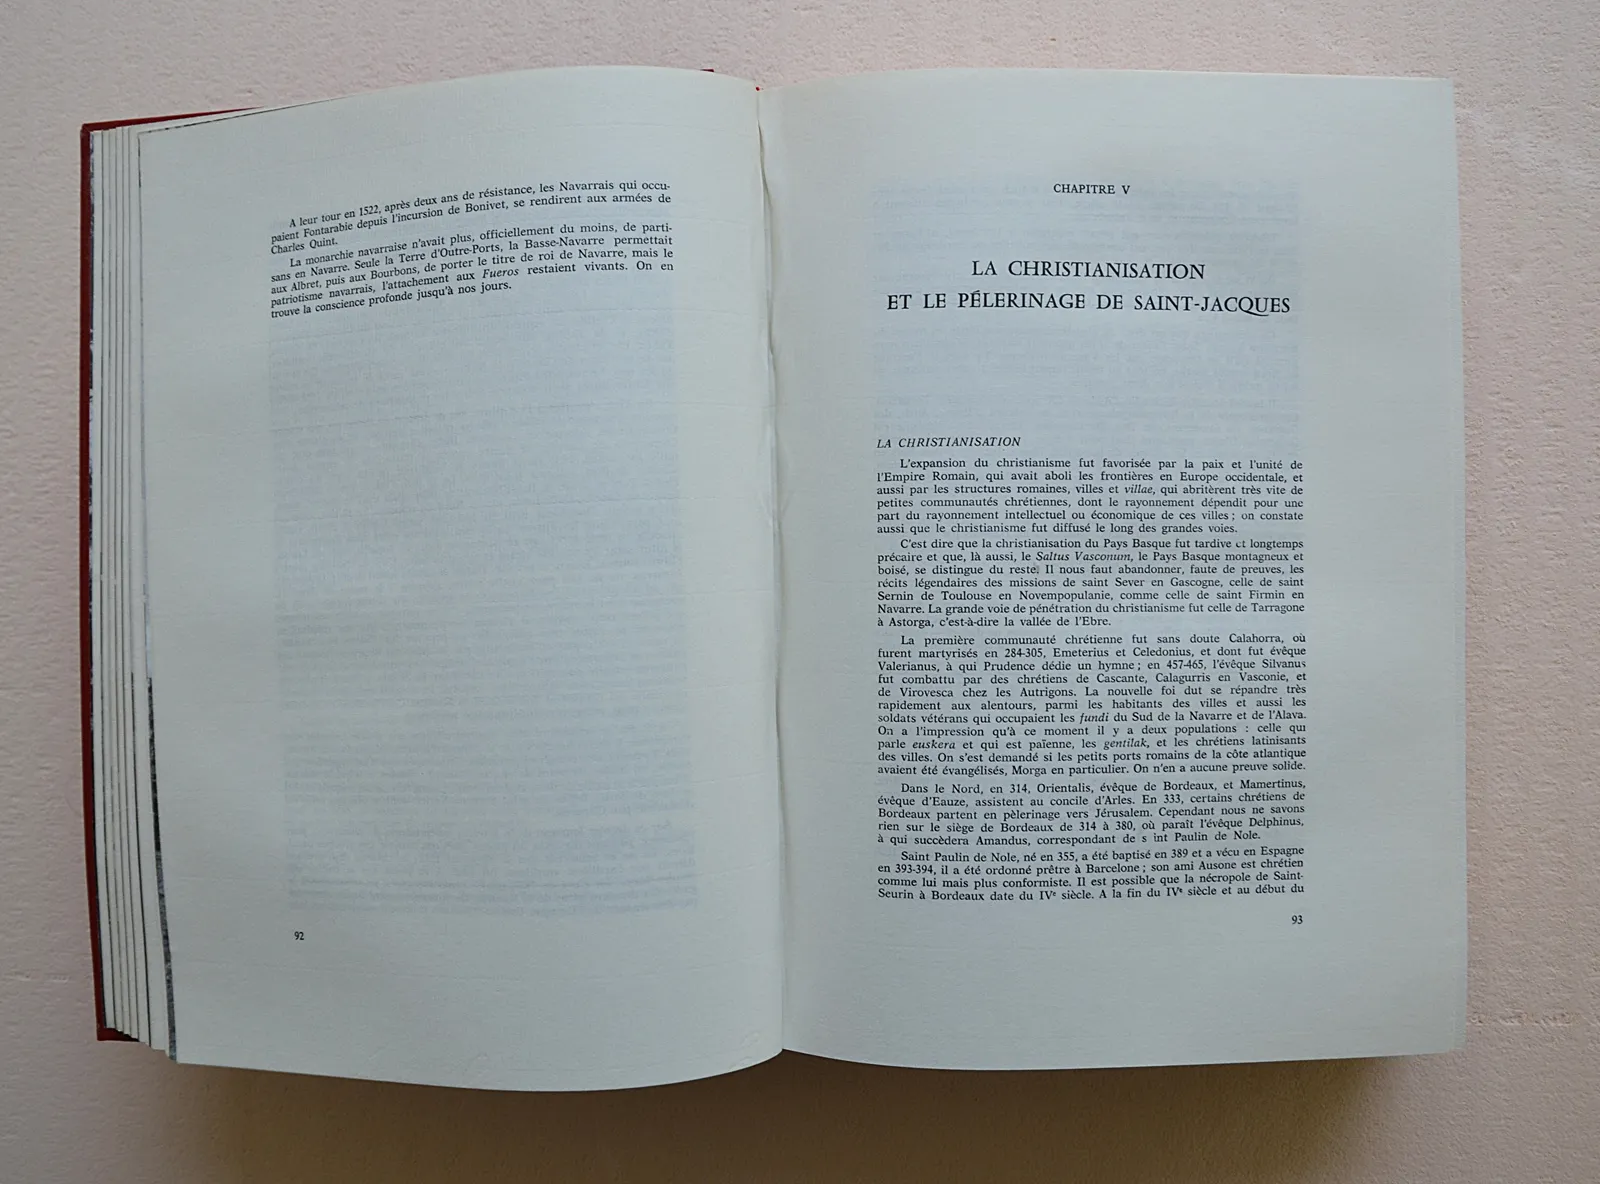 A leur tour en 1522, après deux ans de résistance, les Navarrais qui occu-
paient Fontarabie depuis l'incursion de Bonivet, se rendirent aux armées de
Charles Quint.
La monarchie navarraise n'avait plus, officiellement du moins, de parti-
sans en Navarre. Seule la Terre d'Outre-Ports, la Basse-Navarre permettait
aux Albret, puis aux Bourbons, de porter le titre de roi de Navarre, mais le
patriotisme navarrais, l'attachement aux Fueros restaient vivants. On en
trouve la conscience profonde jusqu'à nos jours.
92
CHAPITRE V
LA CHRISTIANISATION
ET LE PÉLERINAGE DE SAINT-JACQUES
LA CHRISTIANISATION
L'expansion du christianisme fut favorisée par la paix et l'unité de
l'Empire Romain, qui avait aboli les frontières en Europe occidentale, et
aussi par les structures romaines, villes et villae, qui abritèrent très vite de
petites communautés chrétiennes, dont le rayonnement dépendit pour une
part du rayonnement intellectuel ou économique de ces villes ; on constate
aussi que le christianisme fut diffusé le long des grandes voies.
C'est dire que la christianisation du Pays Basque fut tardive et longtemps
précaire et que, là aussi, le Saltus Vasconum, le Pays Basque montagneux et
boisé, se distingue du reste. Il nous faut abandonner, faute de preuves, les
récits légendaires des missions de saint Sever en Gascogne, celle de saint
Sernin de Toulouse en Novempopulanie, comme celle de saint Firmin en
Navarre. La grande voie de pénétration du christianisme fut celle de Tarragone
à Astorga, c'est-à-dire la vallée de l'Ebre.
La première communauté chrétienne fut sans doute Calahorra, où
furent martyrisés en 284-305, Emeterius et Celedonius, et dont fut évêque
Valerianus, à qui Prudence dédie un hymne ; en 457-465, l'évêque Silvanus
fut combattu par des chrétiens de Cascante, Calagurris en Vasconie, et
de Virovesca chez les Autrigons. La nouvelle foi dut se répandre très
rapidement aux alentours, parmi les habitants des villes et aussi les
soldats vétérans qui occupaient les fundi du Sud de la Navarre et de l'Alava.
On a l'impression qu'à ce moment il y a deux populations : celle qui
parle euskera et qui est païenne, les gentilak, et les chrétiens latinisants
des villes. On s'est demandé si les petits ports romains de la côte atlantique
avaient été évangélisés, Morga en particulier. On n'en a aucune preuve solide.
Dans le Nord, en 314, Orientalis, évêque de Bordeaux, et Mamertinus,
évêque d'Eauze, assistent au concile d'Arles. En 333, certains chrétiens de
Bordeaux partent en pèlerinage vers Jérusalem. Cependant nous ne savons
rien sur le siège de Bordeaux de 314 à 380, où paraît l'évêque Delphinus,
à qui succèdera Amandus, correspondant de s int Paulin de Nole.
Saint Paulin de Nole, né en 355, a été baptisé en 389 et a vécu en Espagne
en 393-394, il a été ordonné prêtre à Barcelone ; son ami Ausone est chrétien
comme lui mais plus conformiste. Il est possible que la nécropole de Saint-
Seurin à Bordeaux date du IVe siècle. A la fin du IVe siècle et au début du
93